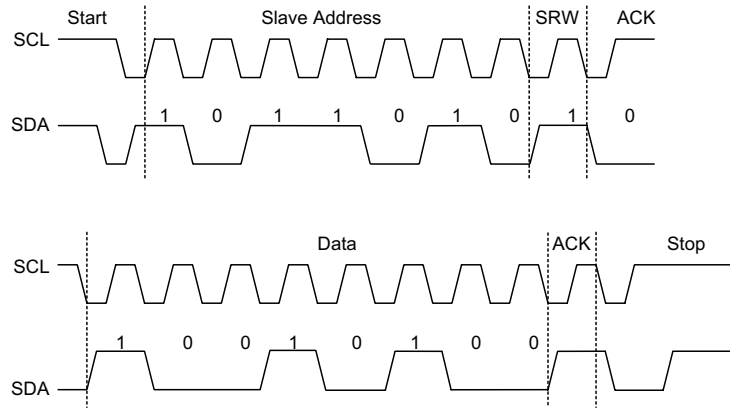 Start Slave Address SRW ACK
SCL
1 0 1 1 0 1 0 1 0
SDA
Data ACK Stop
SCL
1 0 0 1 0 1 0 0
SDA